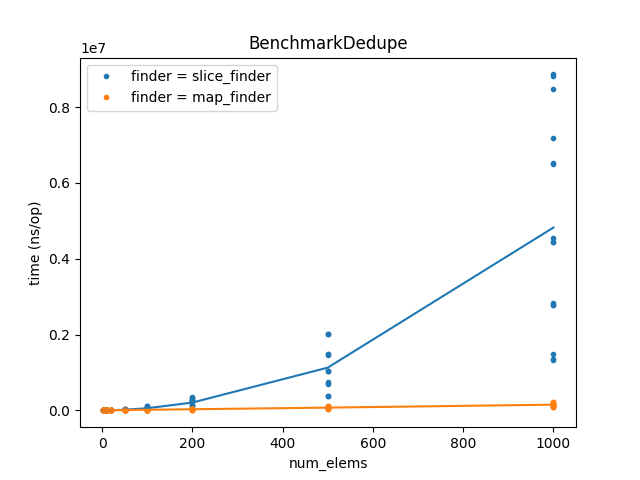 BenchmarkDedupe
1e7
finder = slice_finder
finder = map_finder
0.8
0.6
0.4
0.2
0.0
time (ns/op)
0 200 400 600 800 1000
num_elems